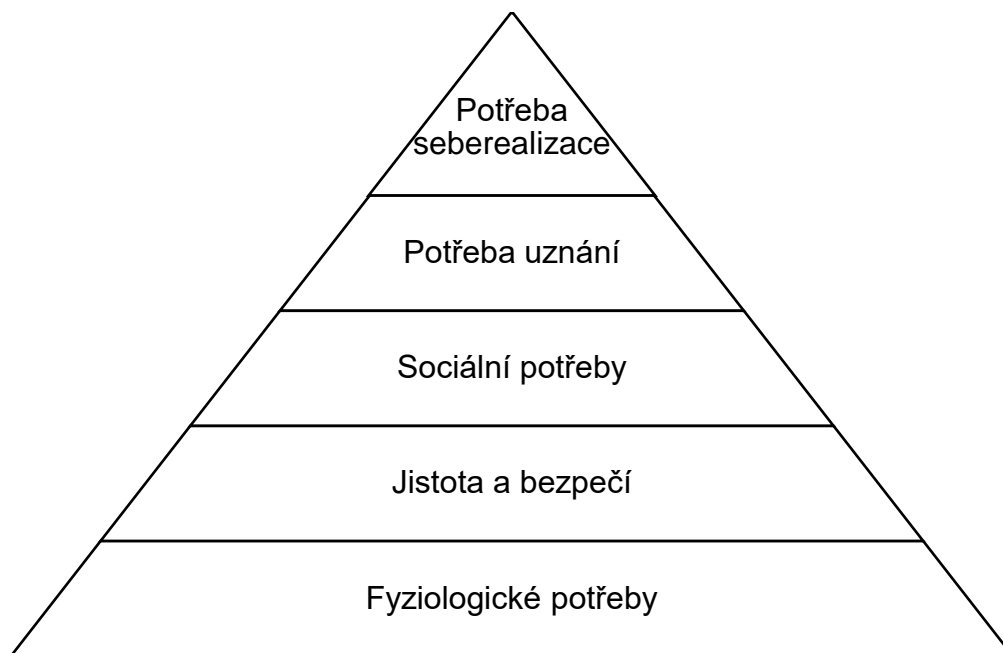 Potřeba
seberealizace
Potřeba uznání
Sociální potřeby
Jistota a bezpečí
Fyziologické potřeby